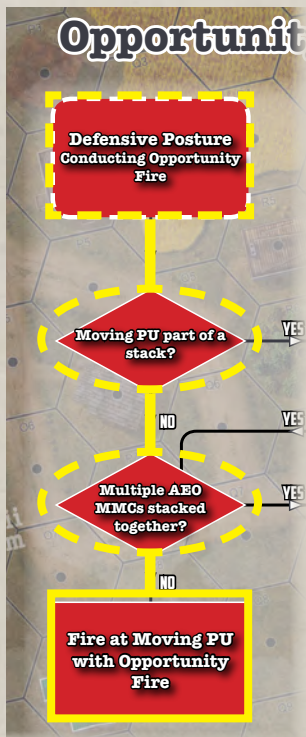 Opportunit
Defensive Posture
Conducting Opportunity
Fire
Moving PU part of a
stack?
YES
NO
YES
Multiple AEO
MMCs stacked
together?
YES
NO
Fire at Moving PU
with Opportunity
Fire